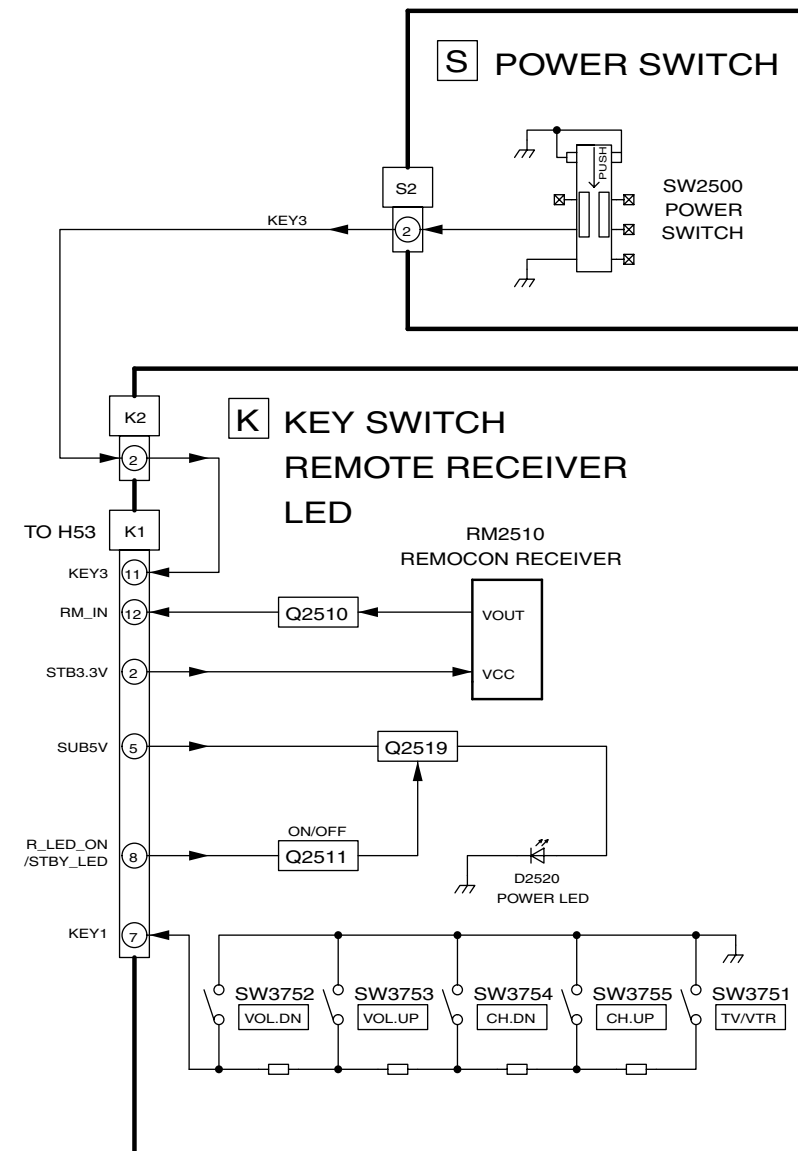 S POWER SWITCH
PUSH
SW2500
POWER
SWITCH
S2
2
KEY3
K2
2
K KEY SWITCH
REMOTE RECEIVER
LED
TO H53 K1
RM2510
REMOCON RECEIVER
KEY3 11
RM_IN 12 Q2510 VOUT
STB3.3V 2 VCC
SUB5V 5 Q2519
ON/OFF
R_LED_ON
/STBY_LED
8 Q2511
D2520
POWER LED
KEY1 7
SW3752 SW3753 SW3754 SW3755 SW3751
VOL.DN VOL.UP CH.DN CH.UP TV/VTR